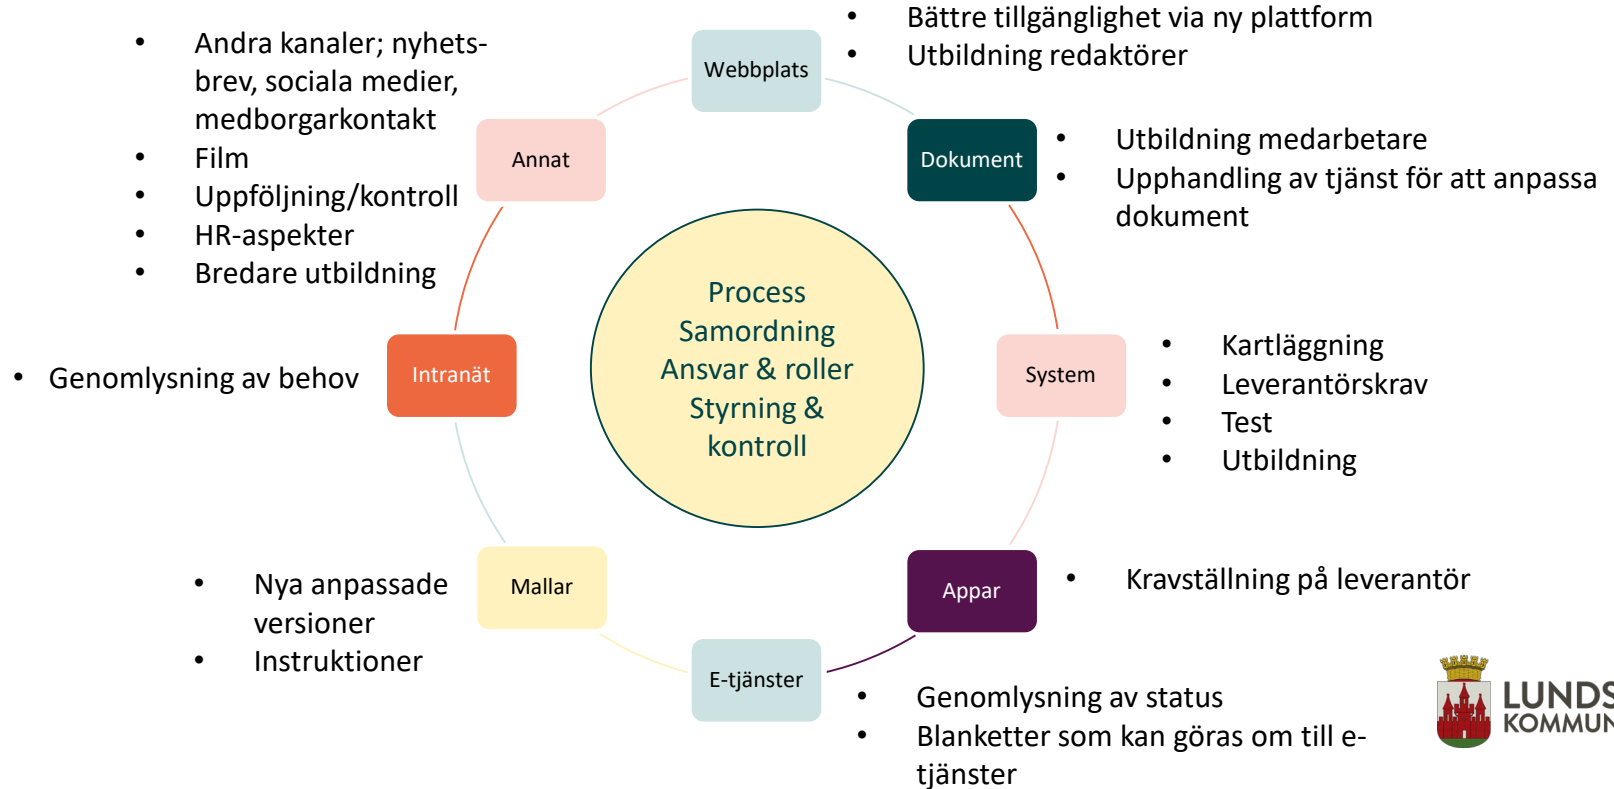 • Bättre tillgänglighet via ny plattform
• Utbildning redaktörer
Webbplats
• Andra kanaler; nyhets-
brev, sociala medier,
medborgarkontakt
• Film
• Uppföljning/kontroll
• HR-aspekter
• Bredare utbildning
Annat
Dokument
• Utbildning medarbetare
• Upphandling av tjänst för att anpassa
dokument
Process
Samordning
Ansvar & roller
Styrning &
kontroll
• Genomlysning av behov
Intranät
System
• Kartläggning
• Leverantörskrav
• Test
• Utbildning
• Nya anpassade
versioner
• Instruktioner
Mallar
Appar
• Kravställning på leverantör
E-tjänster
• Genomlysning av status
• Blanketter som kan göras om till e-
tjänster
LUNDS
KOMMUN